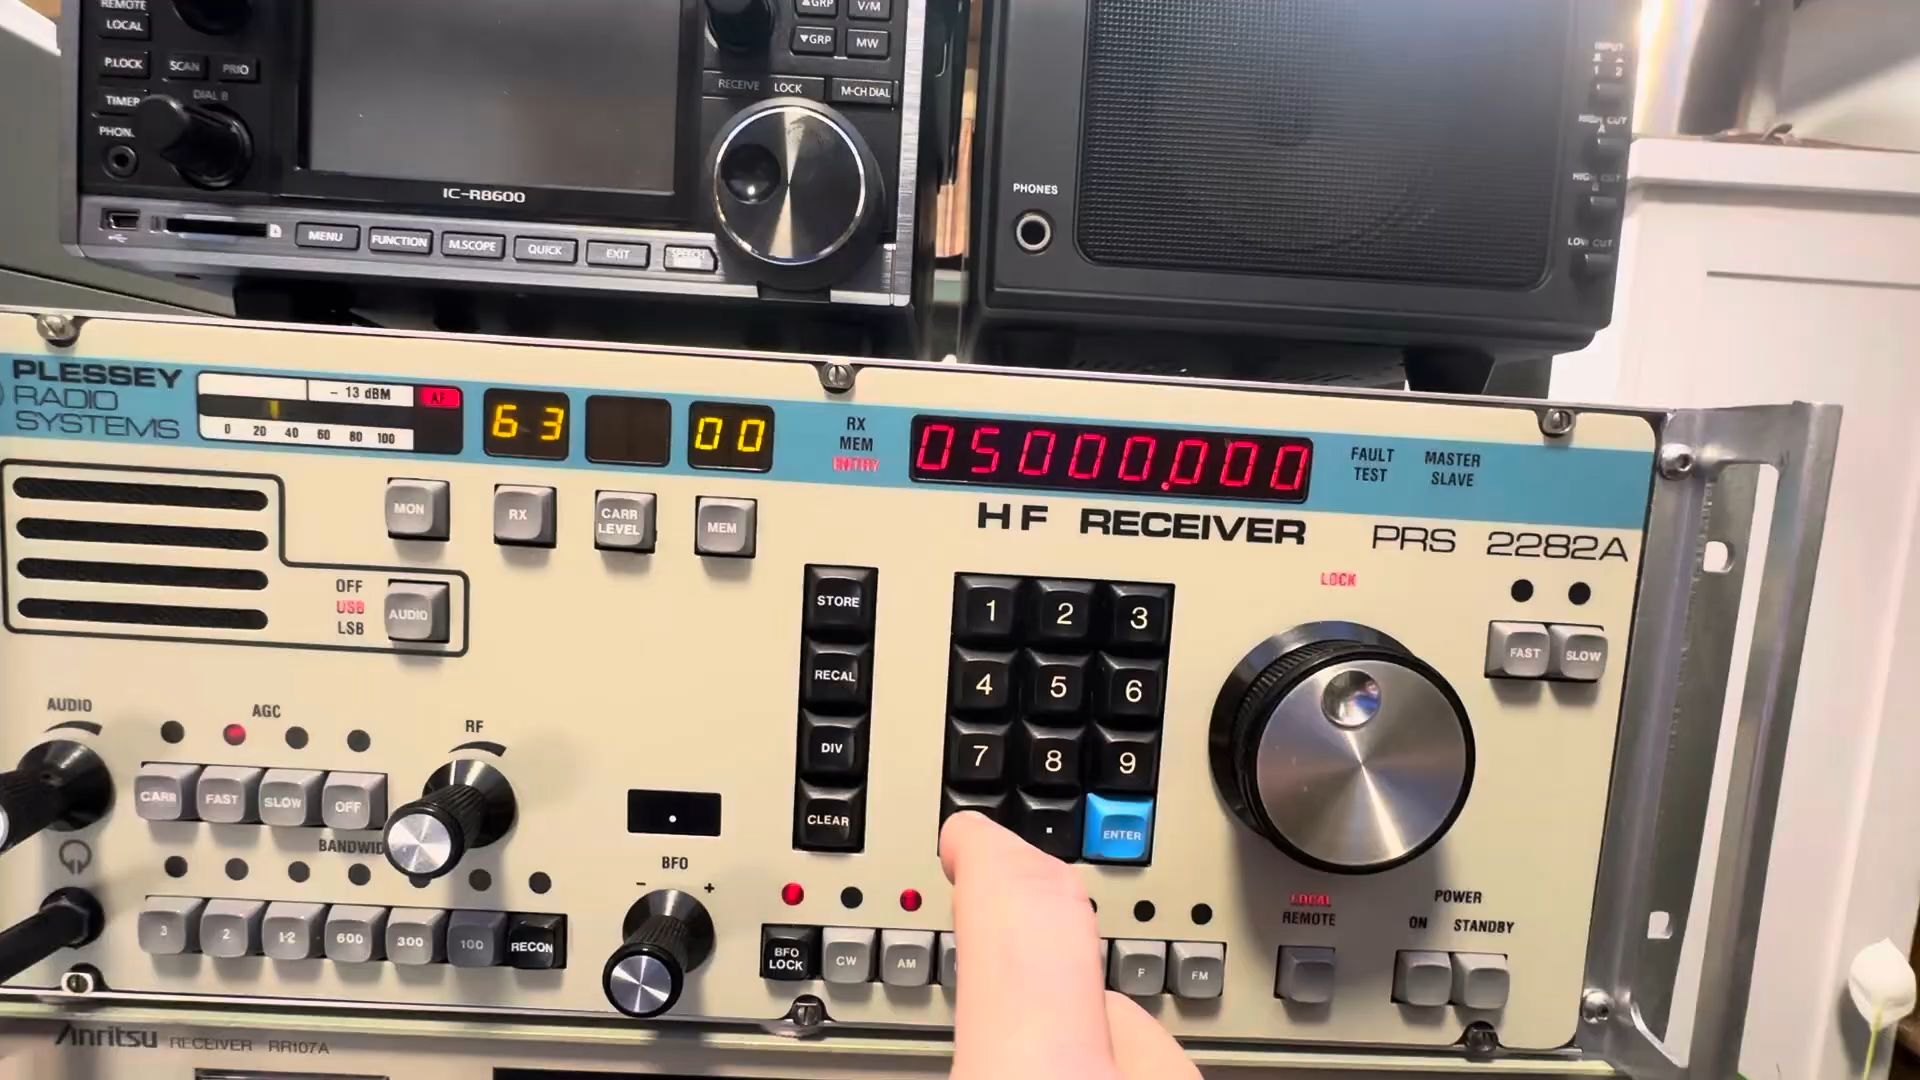 REMOTE
LOCAL
P.LOCK
SCAN
PRIO
DIAL B
TIMER
PHON.
▲GRP
V/M
▼GRP
MW
RECEIVE
LOCK
M-CH DIAL
IC-R8600
MENU
FUNCTION
M.SCOPE
QUICK
EXIT
SPEECH
PHONES
INPUT
1 2
HIGH CUT
HIGH CUT
LOW CUT
PLESSEY
RADIO
SYSTEMS
- 13 dBM
AF
0 20 40 60 80 100
63
00
RX
MEM
ENTRY
05000.000
FAULT
TEST
MASTER
SLAVE
HF RECEIVER
PRS 2282A
MON
RX
CARR
LEVEL
MEM
OFF
USB
LSB
AUDIO
STORE
RECAL
DIV
CLEAR
1 2 3
4 5 6
7 8 9
. ENTER
LOCK
FAST
SLOW
AUDIO
AGC
RF
CARR
FAST
SLOW
OFF
3
2
1·2
600
300
100
RECON
BFO
- +
BFO
LOCK
CW
AM
F
FM
LOCAL
REMOTE
POWER
ON
STANDBY
Anritsu RECEIVER RR107A